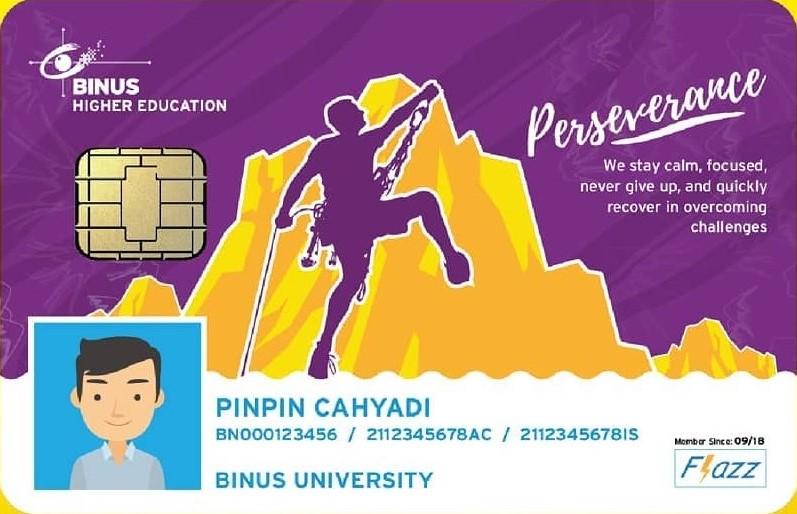 BINUS
HIGHER EDUCATION
Perseverance
We stay calm, focused,
never give up, and quickly
recover in overcoming
challenges
PINPIN CAHYADI
BN000123456 / 2112345678AC / 2112345678IS
BINUS UNIVERSITY
Member Since: 09/18
Flazz